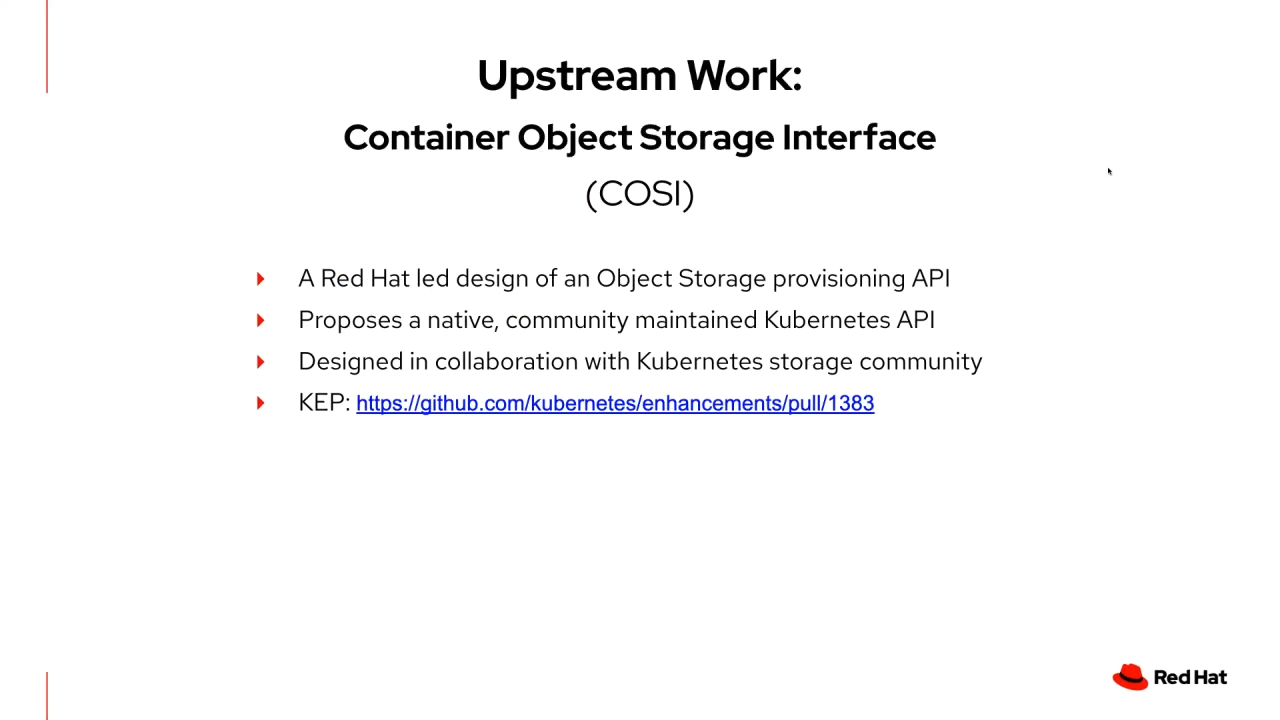 Upstream Work:
Container Object Storage Interface
(COSI)
A Red Hat led design of an Object Storage provisioning API
Proposes a native, community maintained Kubernetes API
Designed in collaboration with Kubernetes storage community
KEP: https://github.com/kubernetes/enhancements/pull/1383
Red Hat